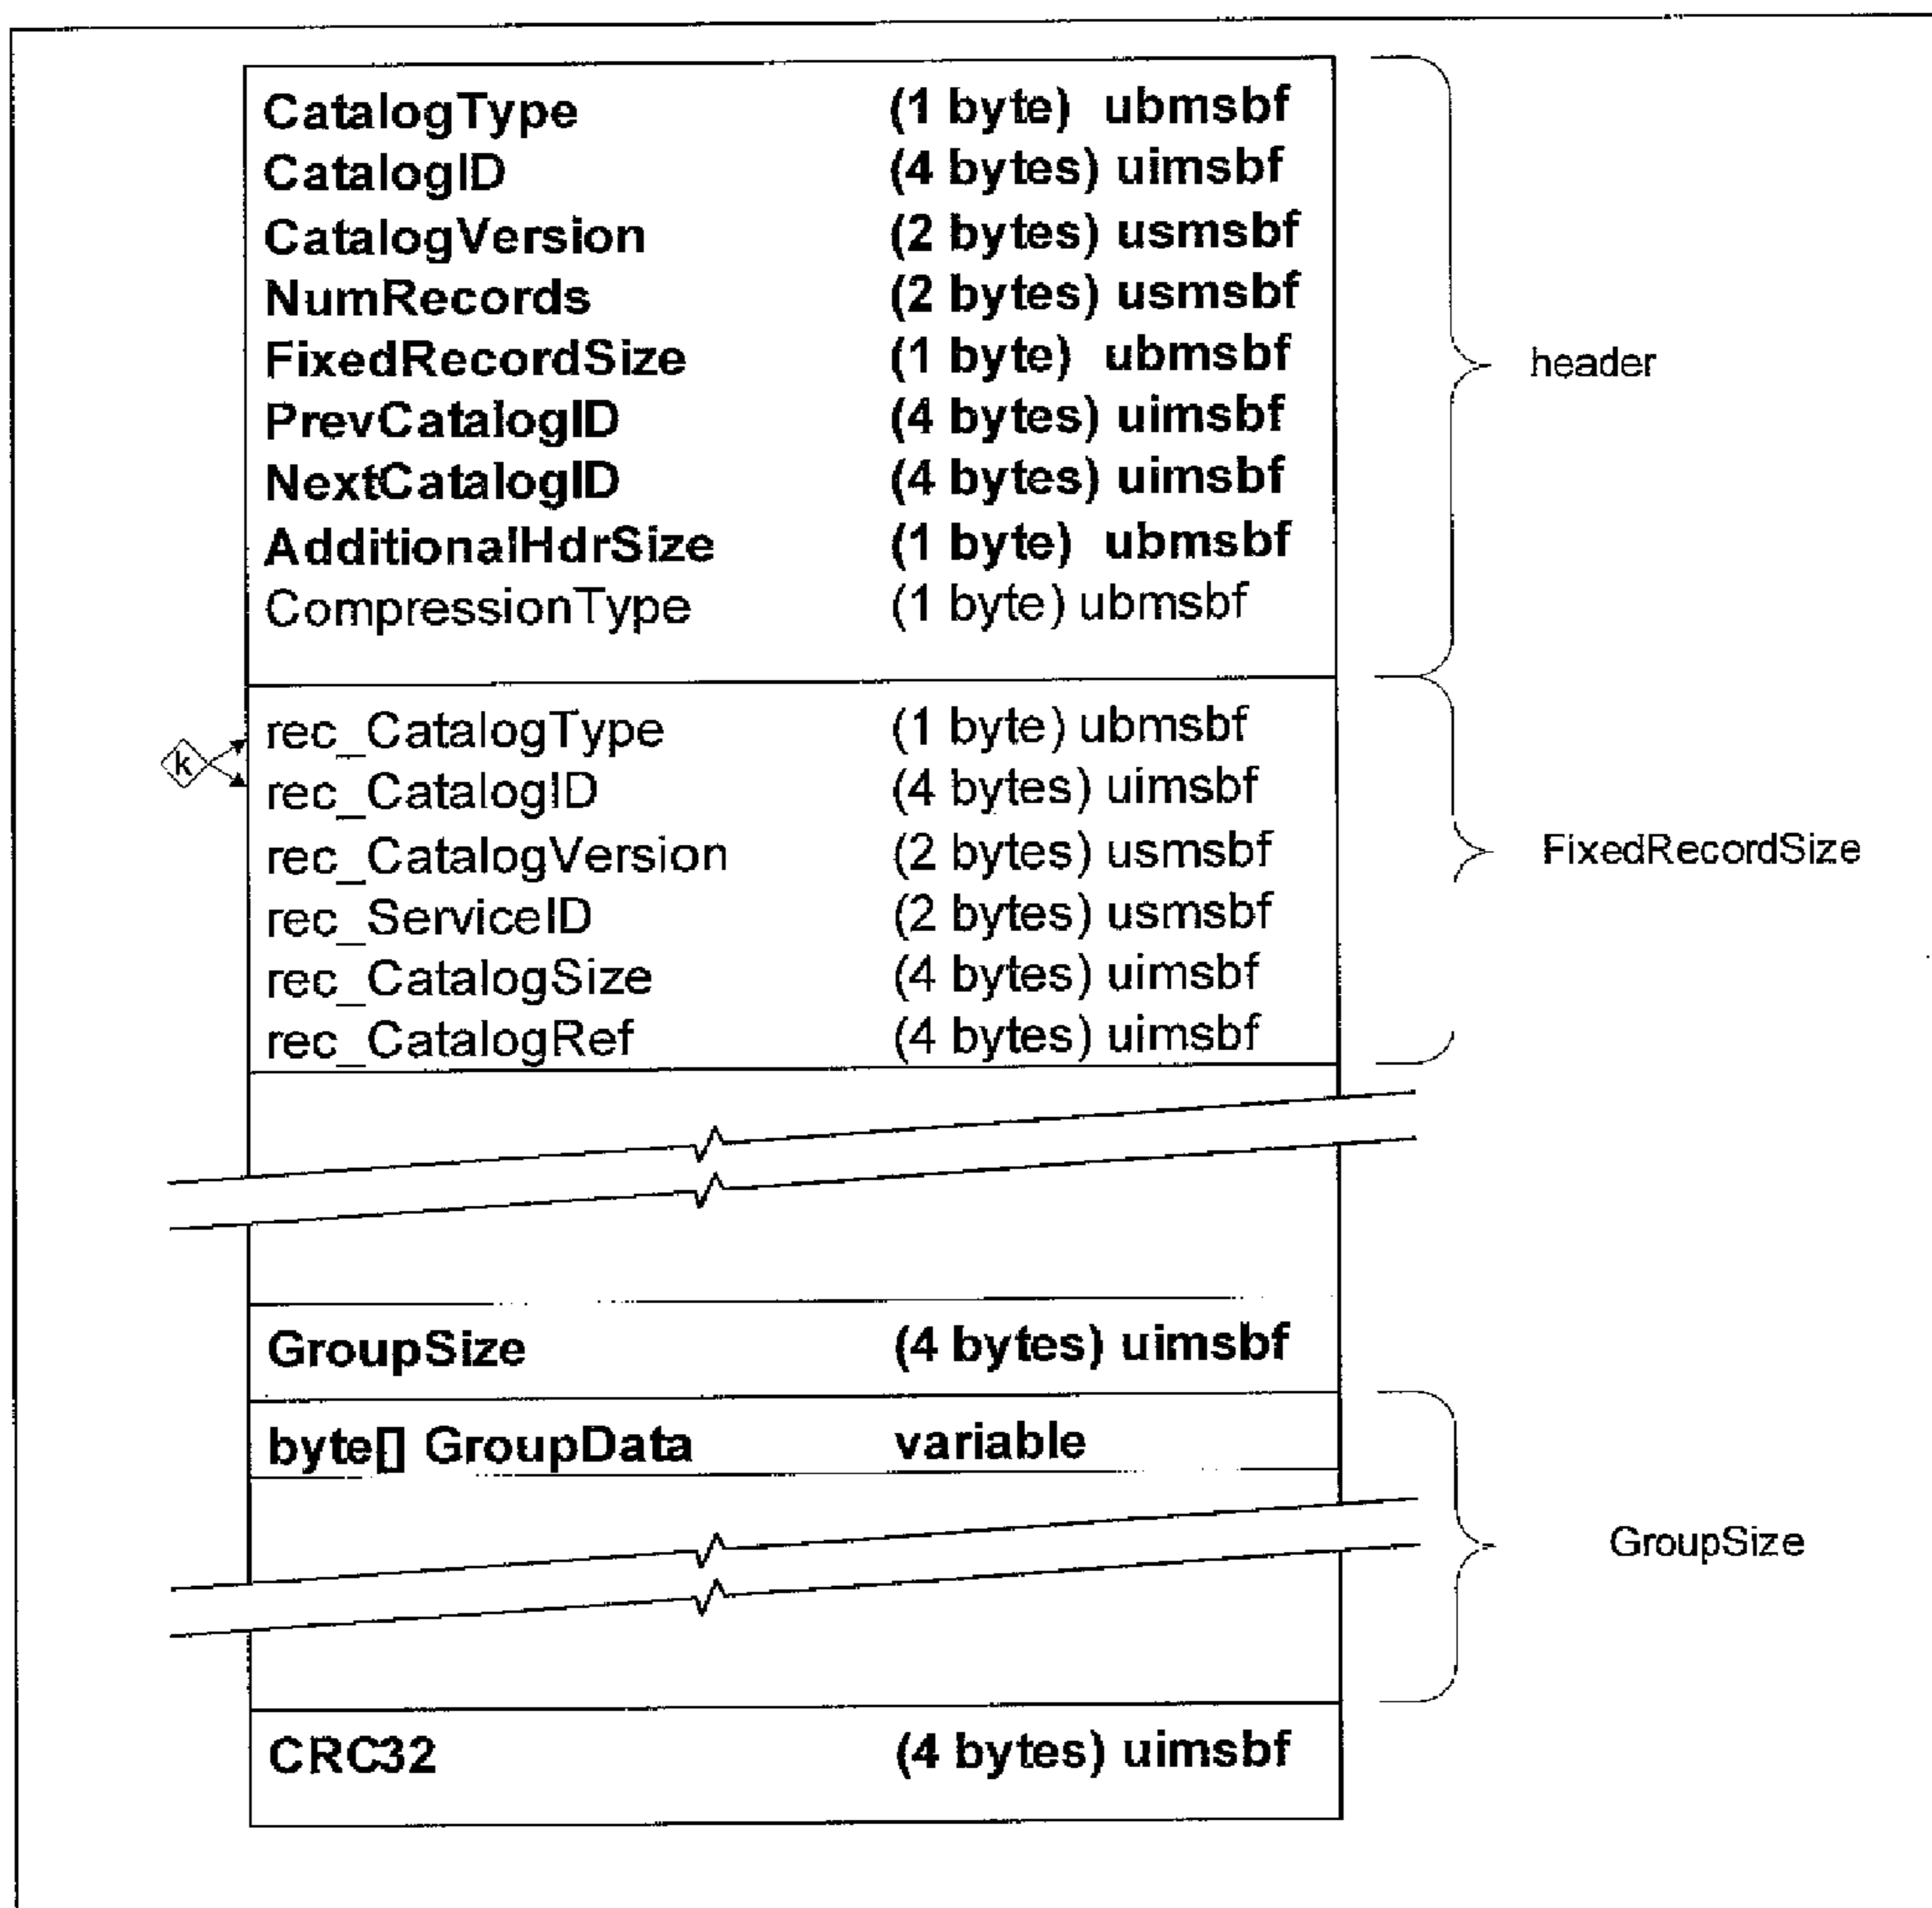 CatalogType (1 byte) ubmsbf
CatalogID (4 bytes) uimsbf
CatalogVersion (2 bytes) usmsbf
NumRecords (2 bytes) usmsbf
FixedRecordSize (1 byte) ubmsbf
header
PrevCatalogID (4 bytes) uimsbf
NextCatalogID (4 bytes) uimsbf
AdditionalHdrSize (1 byte) ubmsbf
CompressionType (1 byte) ubmsbf
rec_CatalogType (1 byte) ubmsbf
k
rec_CatalogID (4 bytes) uimsbf
rec_CatalogVersion (2 bytes) usmsbf
FixedRecordSize
rec_ServiceID (2 bytes) usmsbf
rec_CatalogSize (4 bytes) uimsbf
rec_CatalogRef (4 bytes) uimsbf
GroupSize (4 bytes) uimsbf
byte[] GroupData variable
GroupSize
CRC32 (4 bytes) uimsbf